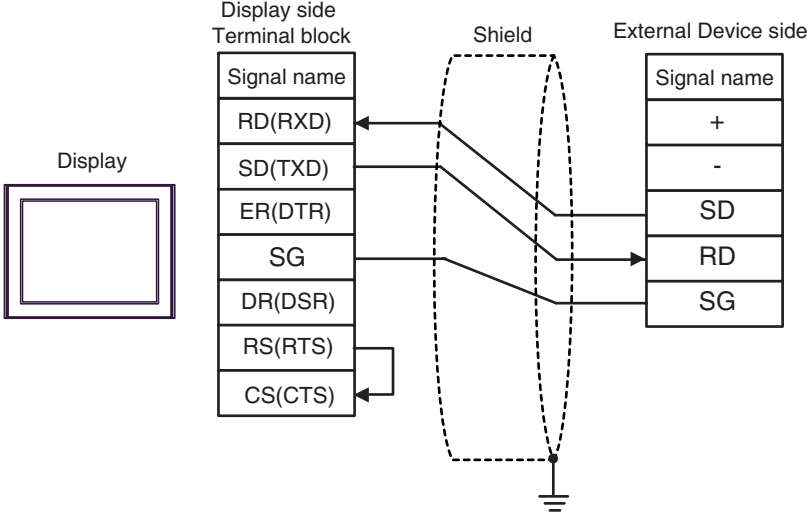 Display side
Terminal block
Shield
External Device side
Signal name
Signal name
RD(RXD)
+
Display
SD(TXD)
-
ER(DTR)
SD
SG
RD
DR(DSR)
SG
RS(RTS)
CS(CTS)